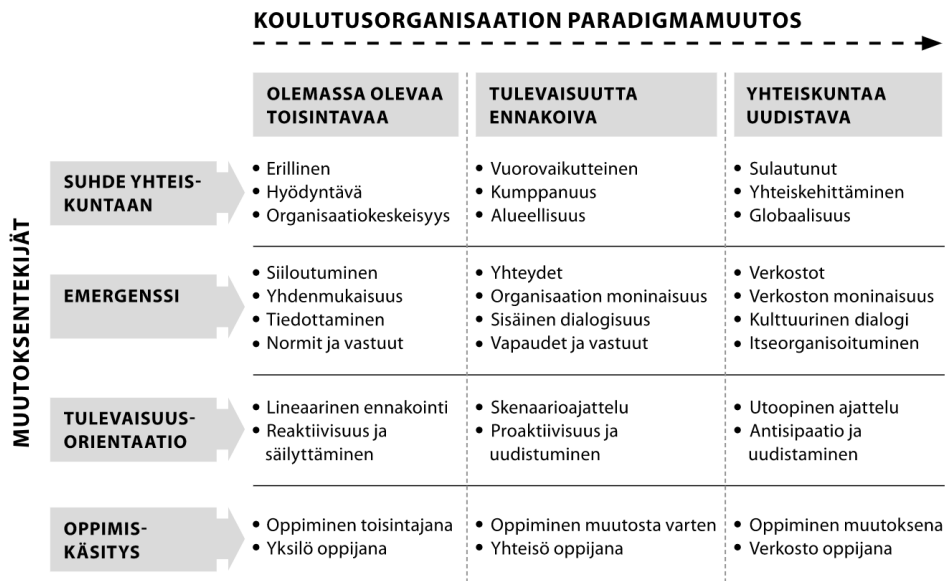 KOULUTUSORGANISAATION PARADIGMAMUUTOS
OLEMASSA OLEVAA
TOISINTAVAA
TULEVAISUUTTA
ENNAKOIVA
YHTEISKUNTAA
UUDISTAVA
MUUTOKSENTEKIJÄT
SUHDE YHTEIS-
KUNTAAN
• Erillinen
• Hyödyntävä
• Organisaatiokeskeisyys
• Vuorovaikutteinen
• Kumppanuus
• Alueellisuus
• Sulautunut
• Yhteiskehittäminen
• Globaalisuus
EMERGENSSI
• Siiloutuminen
• Yhdenmukaisuus
• Tiedottaminen
• Normit ja vastuut
• Yhteydet
• Organisaation moninaisuus
• Sisäinen dialogisuus
• Vapaudet ja vastuut
• Verkostot
• Verkoston moninaisuus
• Kulttuurinen dialogi
• Itseorganisoituminen
TULEVAISUUS-
ORIENTAATIO
• Lineaarinen ennakointi
• Reaktiivisuus ja
säilyttäminen
• Skenaarioajattelu
• Proaktiivisuus ja
uudistuminen
• Utoopinen ajattelu
• Antisipaatio ja
uudistaminen
OPPIMIS-
KÄSITYS
• Oppiminen toisintajana
• Yksilö oppijana
• Oppiminen muutosta varten
• Yhteisö oppijana
• Oppiminen muutoksena
• Verkosto oppijana